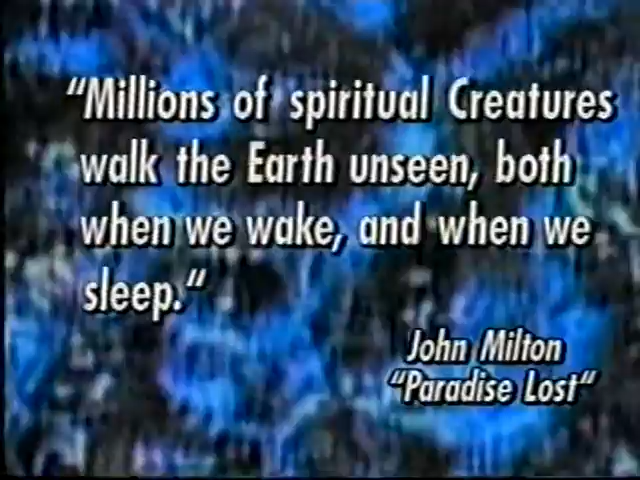 “Millions of spiritual Creatures
walk the Earth unseen, both
when we wake, and when we
sleep.“
John Milton
“Paradise Lost“